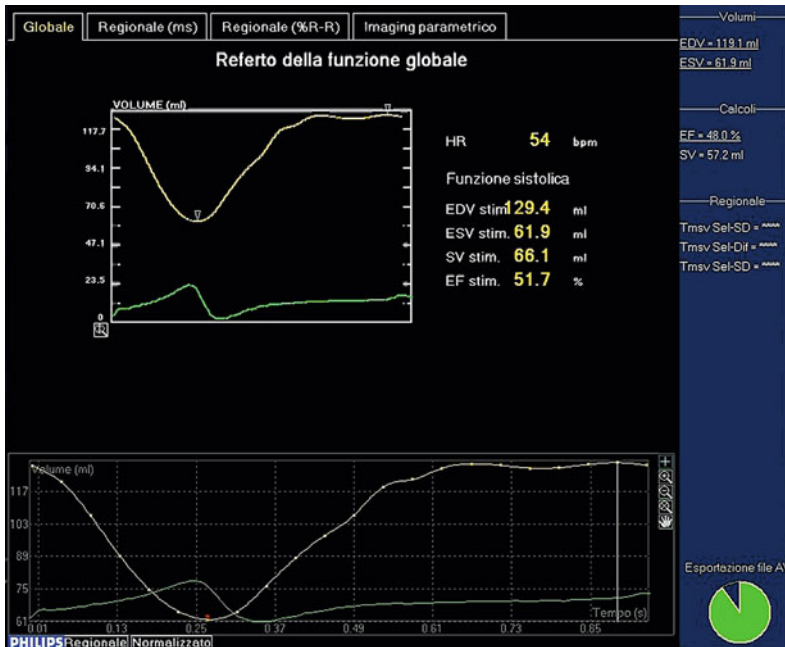 Globale
Regionale (ms)
Regionale (%R-R)
Imaging parametrico
Referto della funzione globale
VOLUME (ml)
117.7
94.1
70.6
47.1
23.5
0
HR 54 bpm
Funzione sistolica
EDV stim 129.4 ml
ESV stim. 61.9 ml
SV stim. 66.1 ml
EF stim. 51.7 %
Volumi
EDV = 119.1 ml
ESV = 61.9 ml
Calcoli
EF = 48.0 %
SV = 57.2 ml
Regionale
Tmsv Sel-SD = ^^^^
Tmsv Sel-Dif = ^^^^
Tmsv Sel-SD = ^^^^
Volume (ml)
117
103
89
75
61
0.01 0.13 0.25 0.37 0.49 0.61 0.73 0.85
Tempo (s)
PHILIPS Regionale Normalizzato
Esportazione file AV